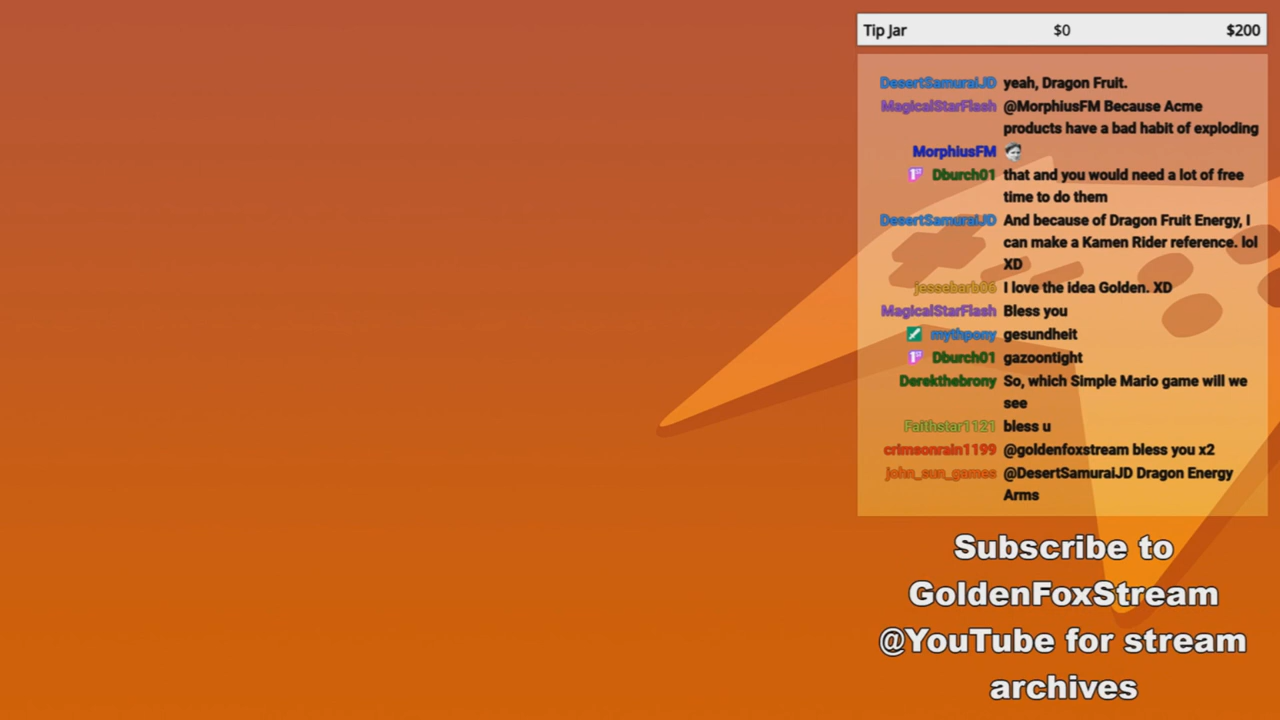 Tip Jar $0 $200
DesertSamuraiJD yeah, Dragon Fruit.
MagicalStarFlash @MorphiusFM Because Acme
products have a bad habit of exploding
MorphiusFM
1ST Dburch01 that and you would need a lot of free
time to do them
DesertSamuraiJD And because of Dragon Fruit Energy, I
can make a Kamen Rider reference. lol
XD
jessebarb06 I love the idea Golden. XD
MagicalStarFlash Bless you
mythpony gesundheit
1ST Dburch01 gazoontight
Derekthebrony So, which Simple Mario game will we
see
Faithstar1121 bless u
crimsonrain1199 @goldenfoxstream bless you x2
john_sun_games @DesertSamuraiJD Dragon Energy
Arms
Subscribe to
GoldenFoxStream
@YouTube for stream
archives